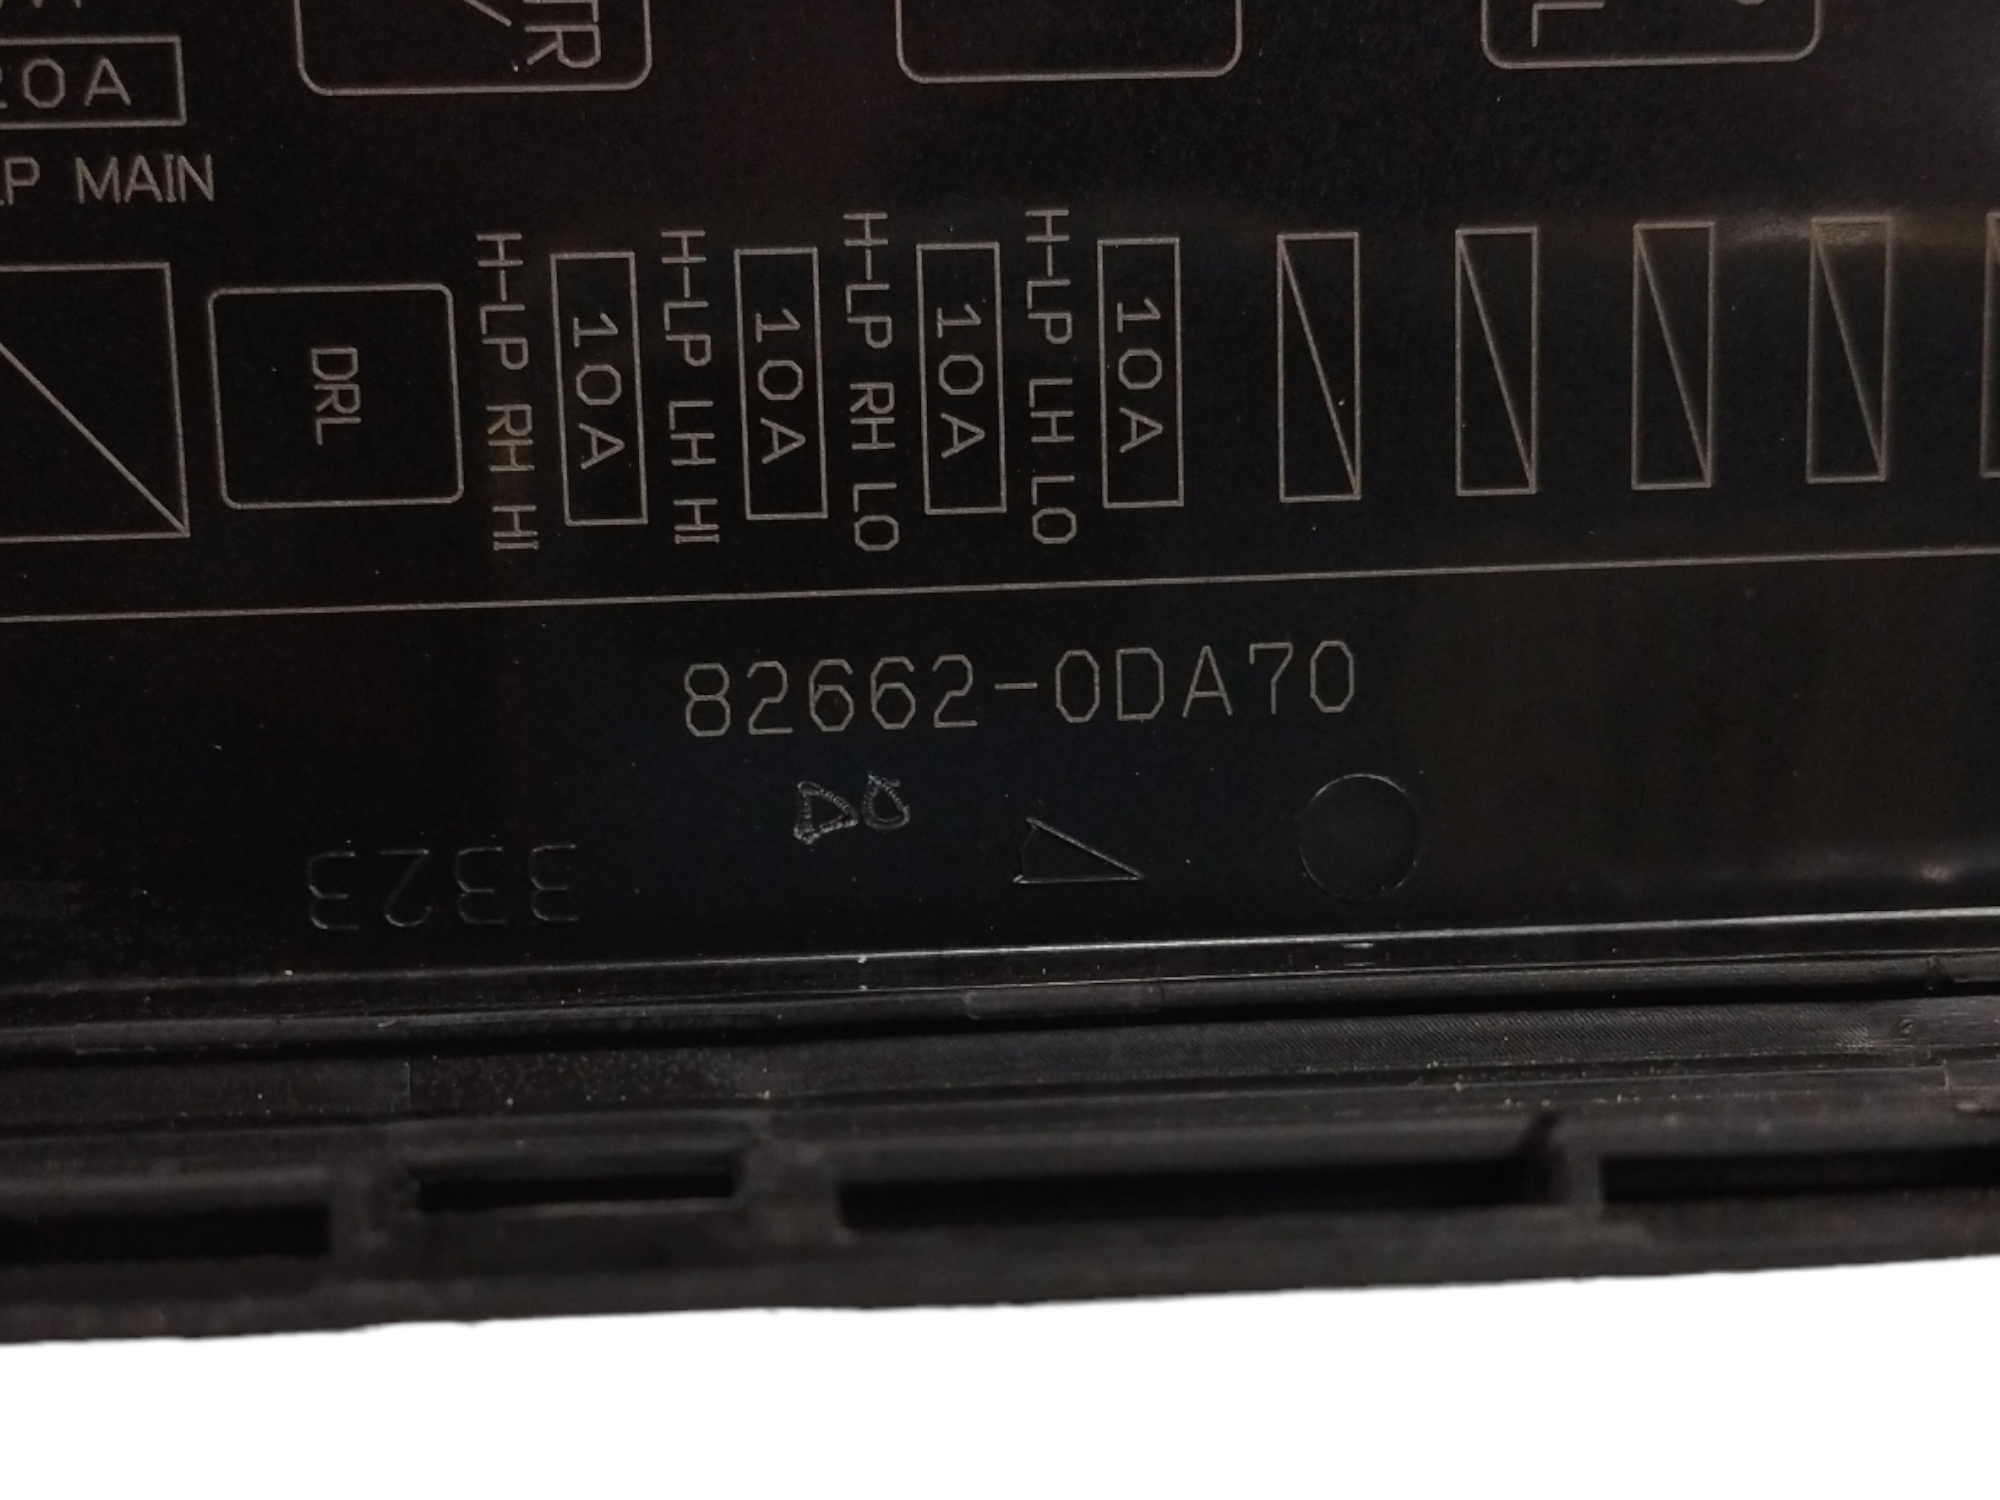 TR
20A
LP MAIN
DRL
H-LP RH HI
10A
H-LP LH HI
10A
H-LP RH LO
10A
H-LP LH LO
10A
82662-0DA70
3323